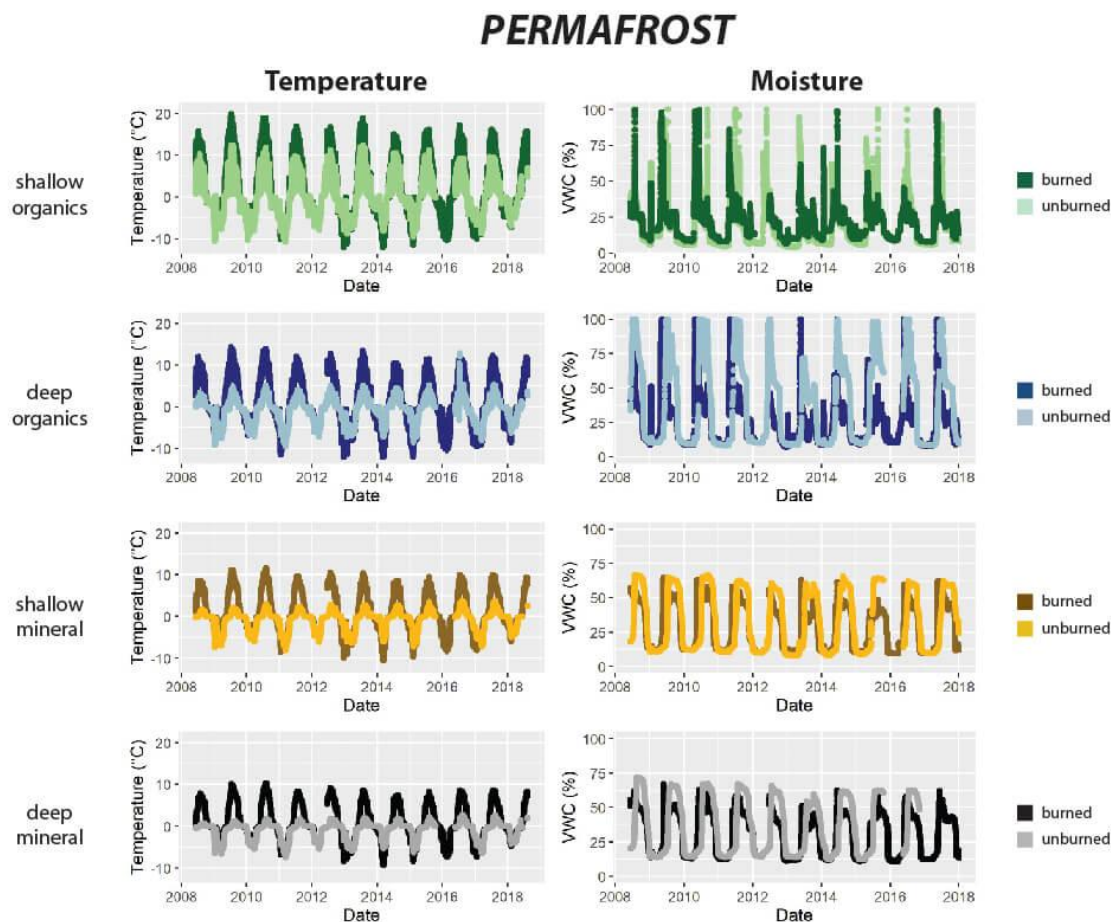 PERMAFROST
Temperature
Moisture
shallow
organics
Temperature (°C)
20
10
0
-10
2008 2010 2012 2014 2016 2018
Date
VWC (%)
100
75
50
25
0
2008 2010 2012 2014 2016 2018
Date
burned
unburned
deep
organics
Temperature (°C)
20
10
0
-10
2008 2010 2012 2014 2016 2018
Date
VWC (%)
100
75
50
25
0
2008 2010 2012 2014 2016 2018
Date
burned
unburned
shallow
mineral
Temperature (°C)
20
10
0
-10
2008 2010 2012 2014 2016 2018
Date
VWC (%)
100
75
50
25
0
2008 2010 2012 2014 2016 2018
Date
burned
unburned
deep
mineral
Temperature (°C)
20
10
0
-10
2008 2010 2012 2014 2016 2018
Date
VWC (%)
100
75
50
25
0
2008 2010 2012 2014 2016 2018
Date
burned
unburned